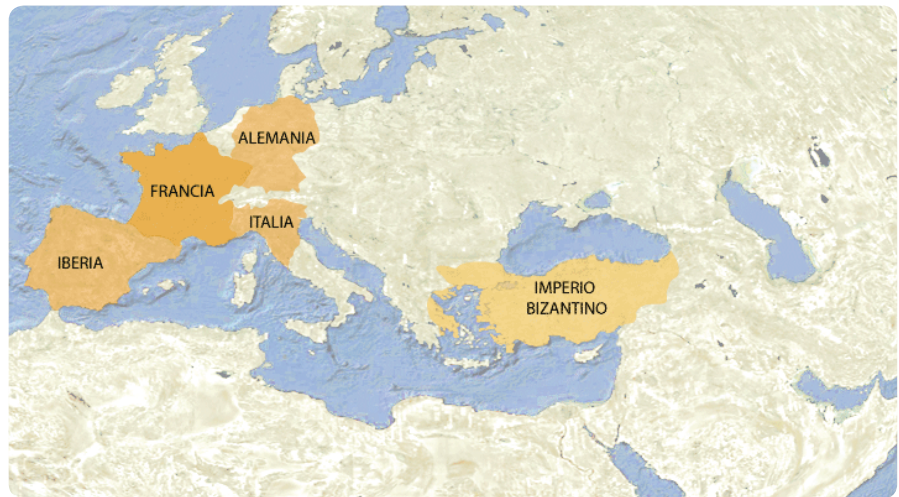 ALEMANIA
FRANCIA
ITALIA
IBERIA
IMPERIO
BIZANTINO